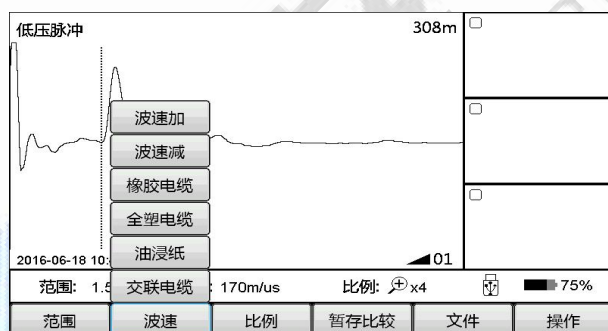 低压脉冲 308m
波速加
波速减
橡胶电缆
全塑电缆
油浸纸
交联电缆
2016-06-18 10: 01
范围: 1.5 : 170m/us 比例: x4 75%
范围 波速 比例 暂存比较 文件 操作